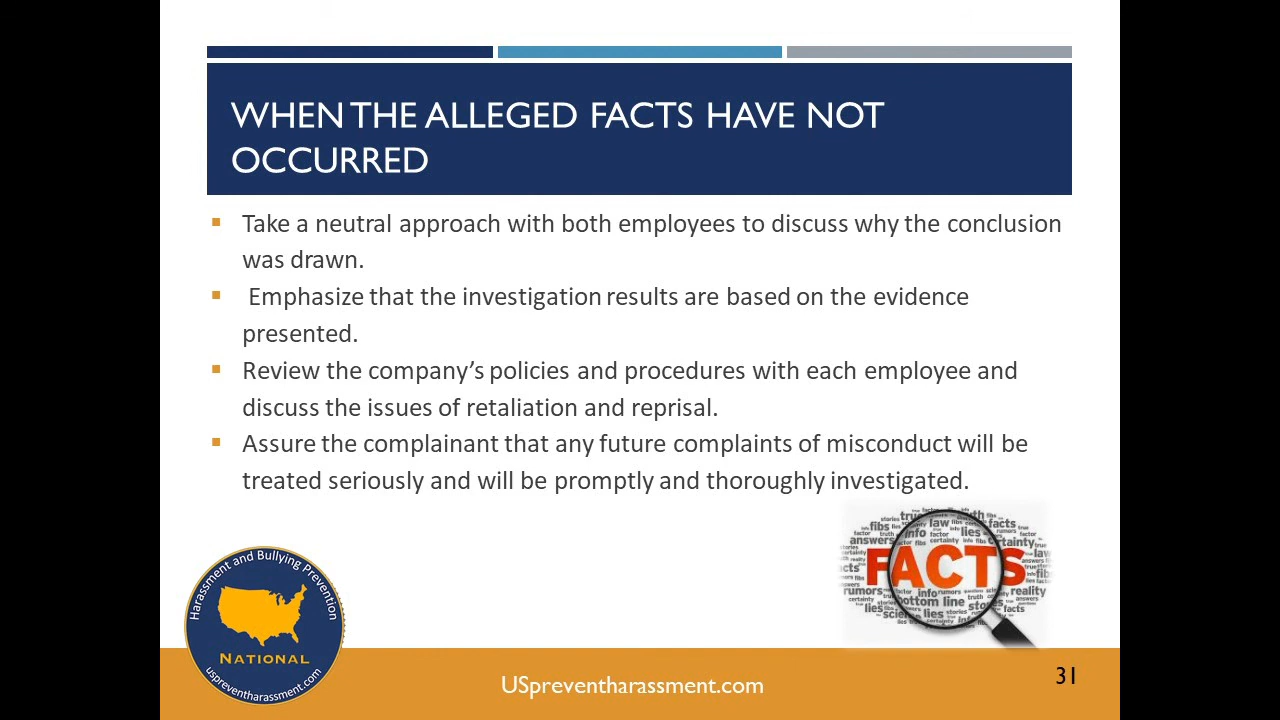 WHEN THE ALLEGED FACTS HAVE NOT
OCCURRED
Take a neutral approach with both employees to discuss why the conclusion
was drawn.
Emphasize that the investigation results are based on the evidence
presented.
Review the company's policies and procedures with each employee and
discuss the issues of retaliation and reprisal.
Assure the complainant that any future complaints of misconduct will be
treated seriously and will be promptly and thoroughly investigated.
FACTS
Harassment and Bullying Prevention
NATIONAL
uspreventharassment.com
USpreventharassment.com
31